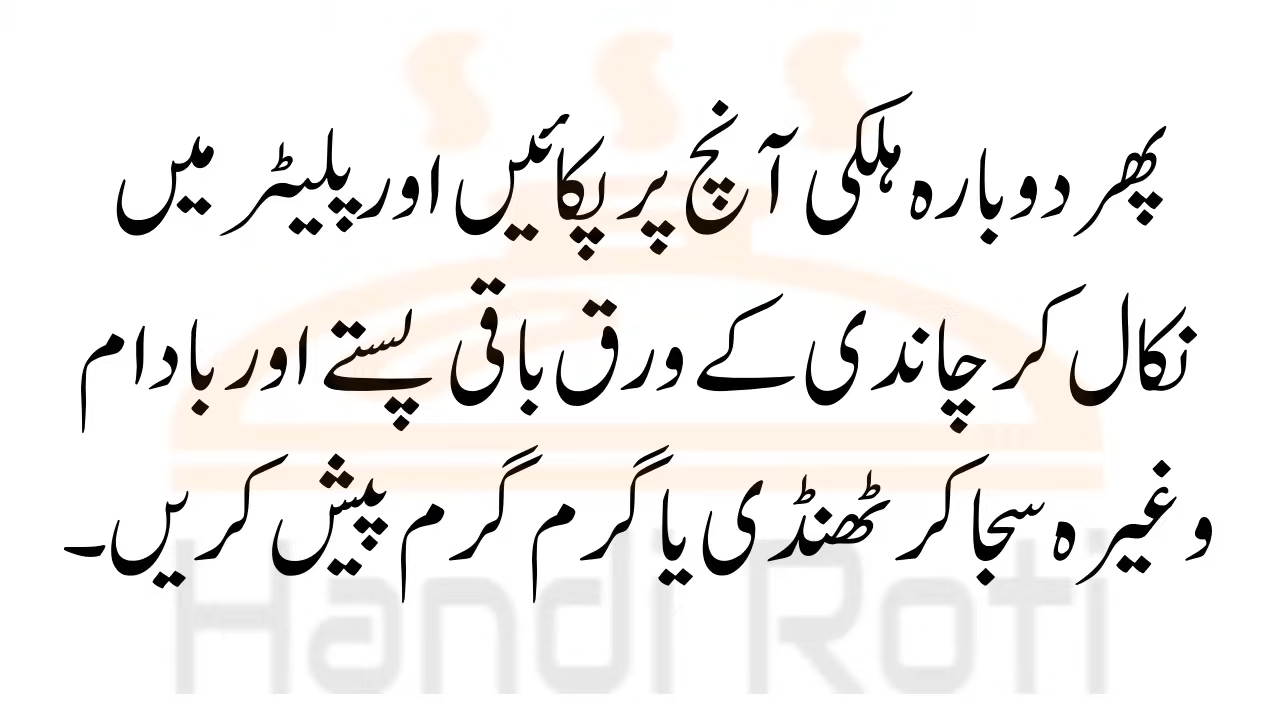 پھر دوبارہ ہلکی آنچ پر پکائیں اور پلیٹر میں
نکال کر چاندی کے ورق باقی پستے اور بادام
وغیرہ سجا کر ٹھنڈی یا گرم گرم پیش کریں۔
Handi Roti